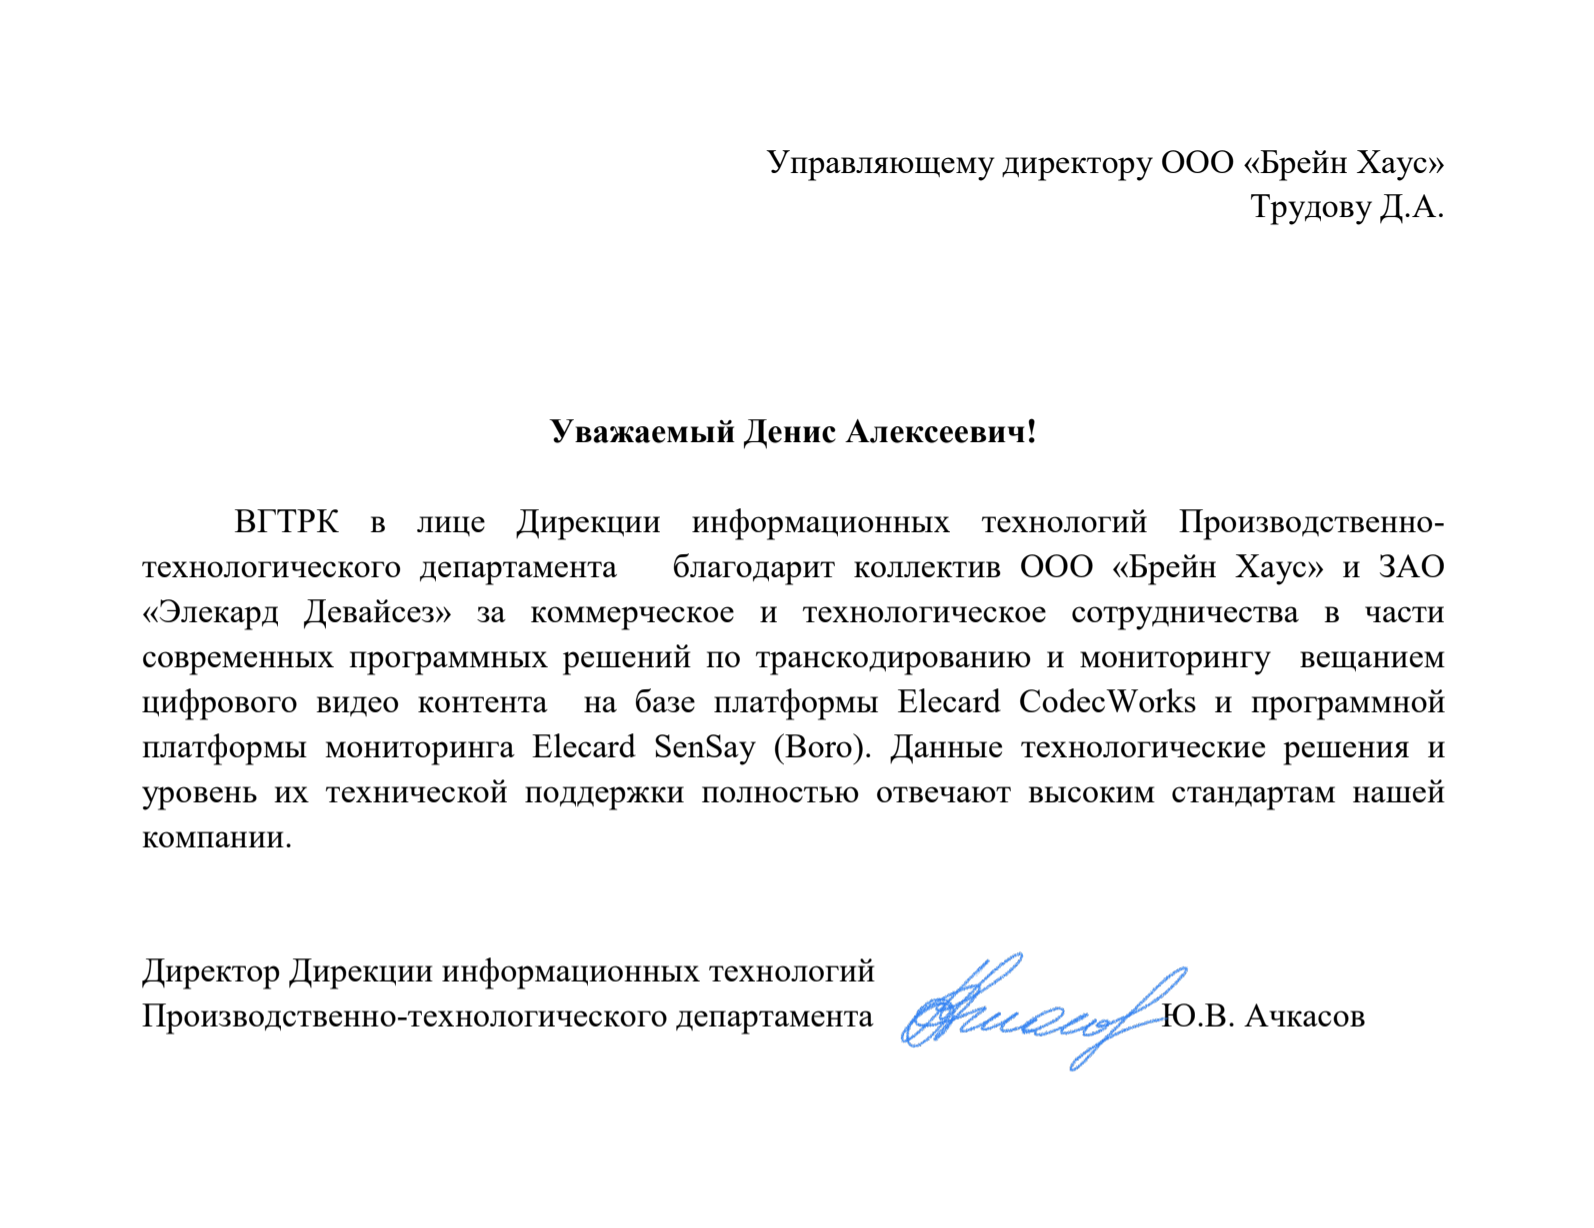 Управляющему директору ООО «Брейн Хаус»
Трудову Д.А.
Уважаемый Денис Алексеевич!
ВГТРК в лице Дирекции информационных технологий Производственно-
технологического департамента благодарит коллектив ООО «Брейн Хаус» и ЗАО
«Элекард Девайсез» за коммерческое и технологическое сотрудничества в части
современных программных решений по транскодированию и мониторингу вещанием
цифрового видео контента на базе платформы Elecard CodecWorks и программной
платформы мониторинга Elecard SenSay (Boro). Данные технологические решения и
уровень их технической поддержки полностью отвечают высоким стандартам нашей
компании.
Директор Дирекции информационных технологий
Производственно-технологического департамента Ю.В. Ачкасов